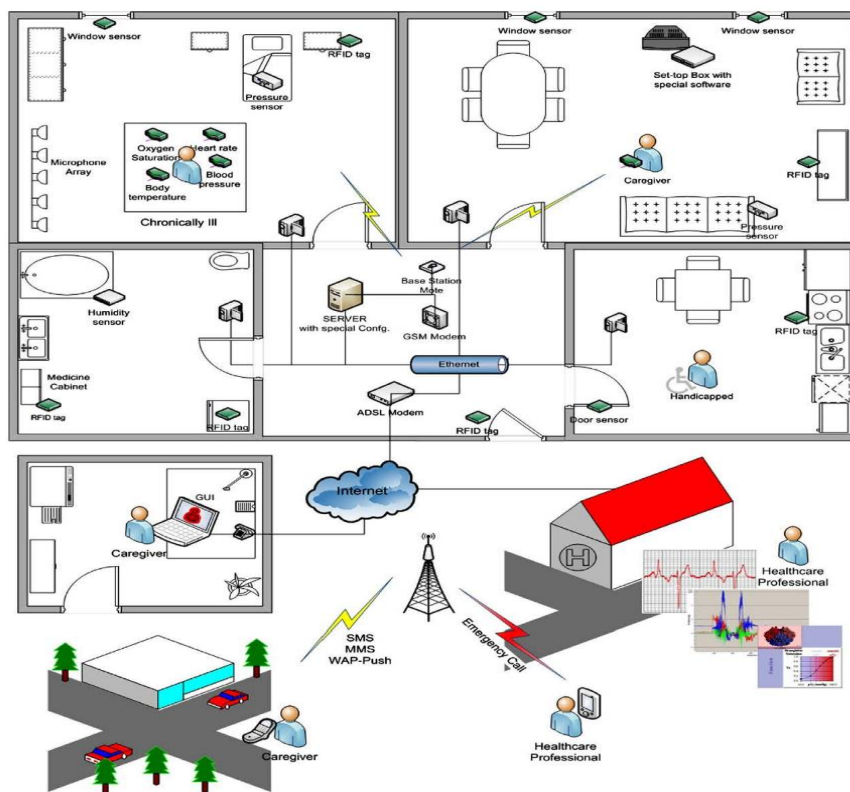 Window sensor
RFID tag
Pressure
sensor
Window sensor
Window sensor
Set-top Box with
special software
Microphone
Array
Oxygen
Saturation
Heart rate
Body
temperature
Blood
pressure
Chronically Ill
Caregiver
RFID tag
Pressure
sensor
Humidity
sensor
Medicine
Cabinet
RFID tag
RFID tag
SERVER
with special Confg.
Base Station
Mote
GSM Modem
Ethernet
ADSL Modem
RFID tag
RFID tag
Handicapped
Door sensor
GUI
Caregiver
Internet
H
Healthcare
Professional
SMS
MMS
WAP-Push
Emergency Call
Caregiver
Healthcare
Professional